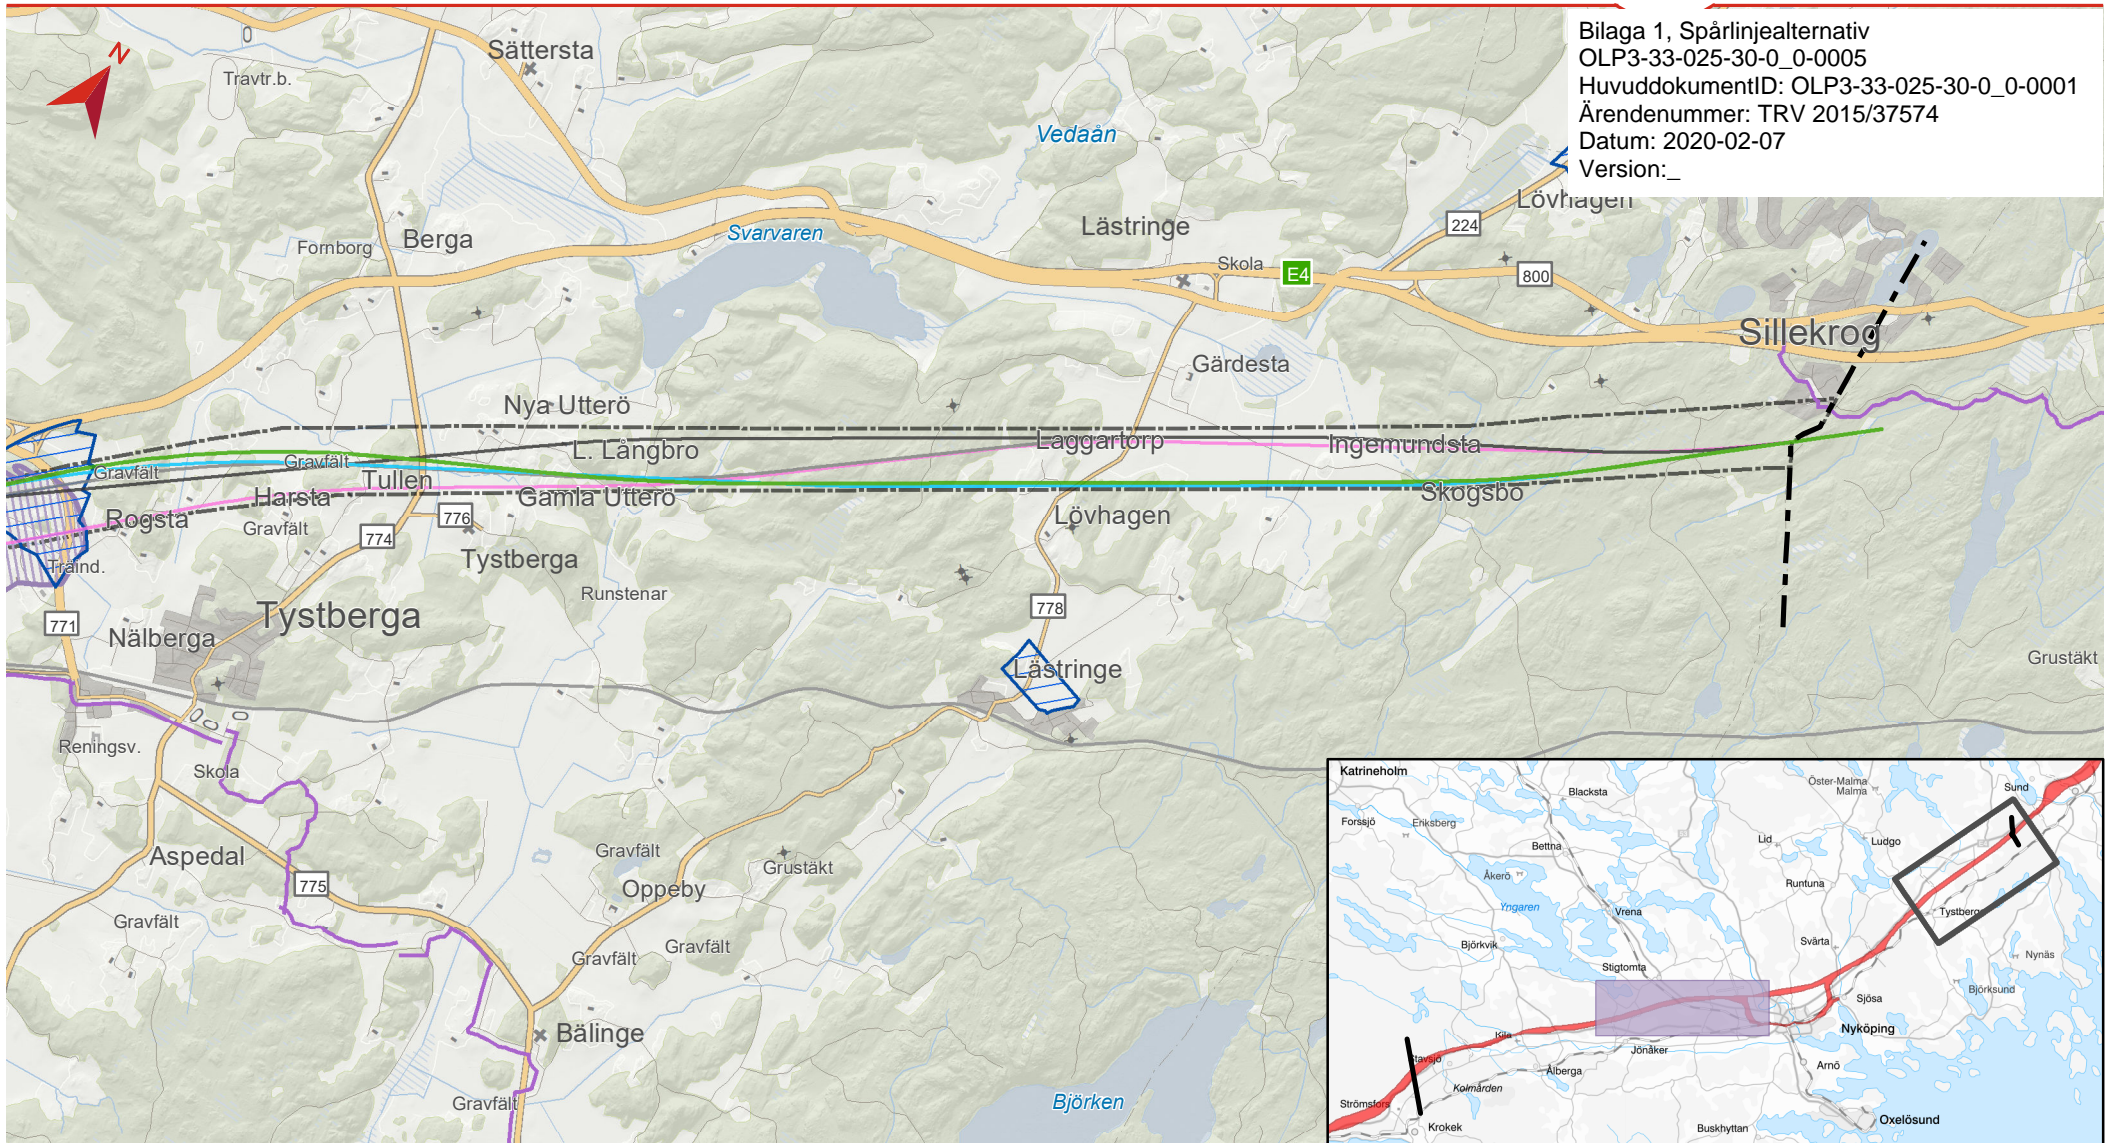 Bilaga 1, Spårlinjealternativ
OLP3-33-025-30-0_0-0005
HuvuddokumentID: OLP3-33-025-30-0_0-0001
Ärendenummer: TRV 2015/37574
Datum: 2020-02-07
Version:_
N
Travtr.b.
Sättersta
Vedaån
Lövhagen
224
Lästringe
Fornborg
Berga
Svarvaren
Skola
E4
800
Sillekrog
Gärdesta
Nya Utterö
L. Långbro
Laggartorp
Ingemundsta
Gravfält
Gravfält
Tullen
Harsta
Gamla Utterö
Skogsbo
Rogsta
Gravfält
776
774
Lövhagen
Träind.
Tystberga
Runstenar
778
771
Tystberga
Nälberga
Lästringe
Grustäkt
Reningsv.
Skola
Aspedal
775
Gravfält
Oppeby
Grustäkt
Gravfält
Gravfält
Gravfält
Bälinge
Gravfält
Björken
Katrineholm
Blacksta
Öster-Malma
Malma
Sund
Forssjö
Eriksberg
Bettna
Lid
Ludgo
Åkerö
Runtuna
Yngaren
Vrena
Tystberga
Björkvik
Svärta
Nynäs
Stigtomta
Björksund
Sjösa
Kila
Nyköping
Stavsjö
Jönåker
Ålberga
Arnö
Kolmården
Strömsfors
Krokek
Buskhyttan
Oxelösund